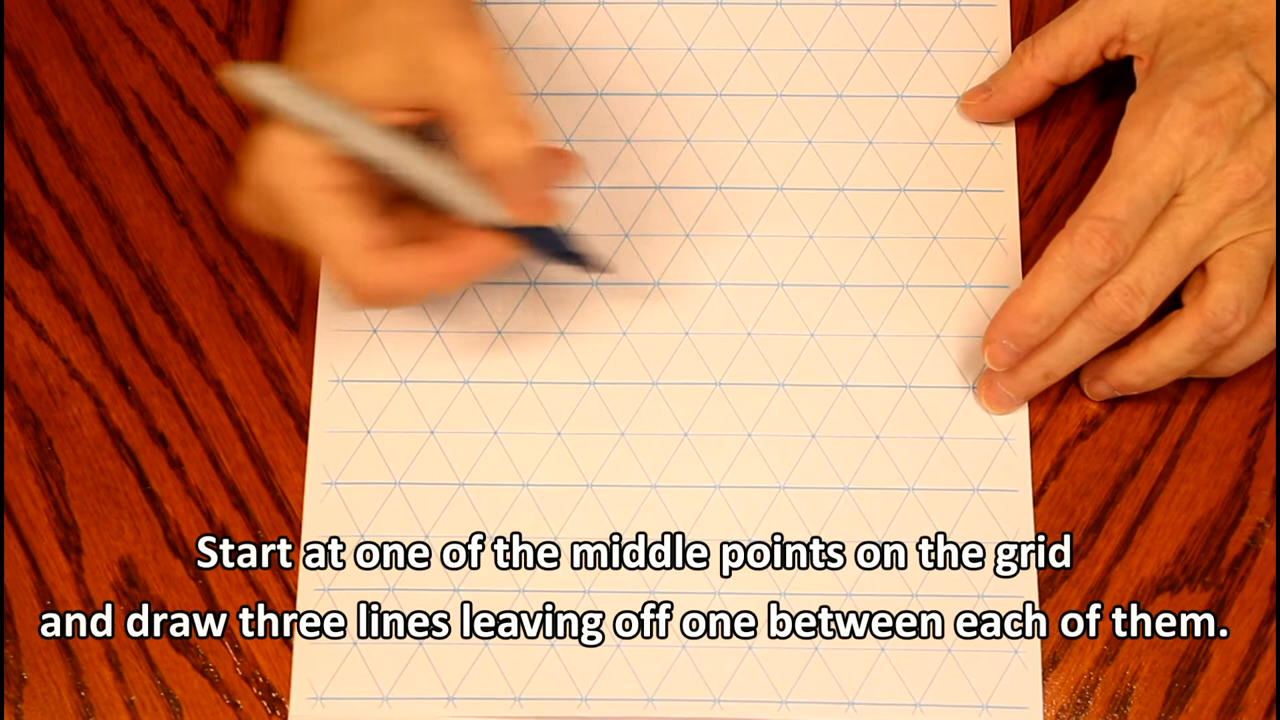 Start at one of the middle points on the grid
and draw three lines leaving off one between each of them.